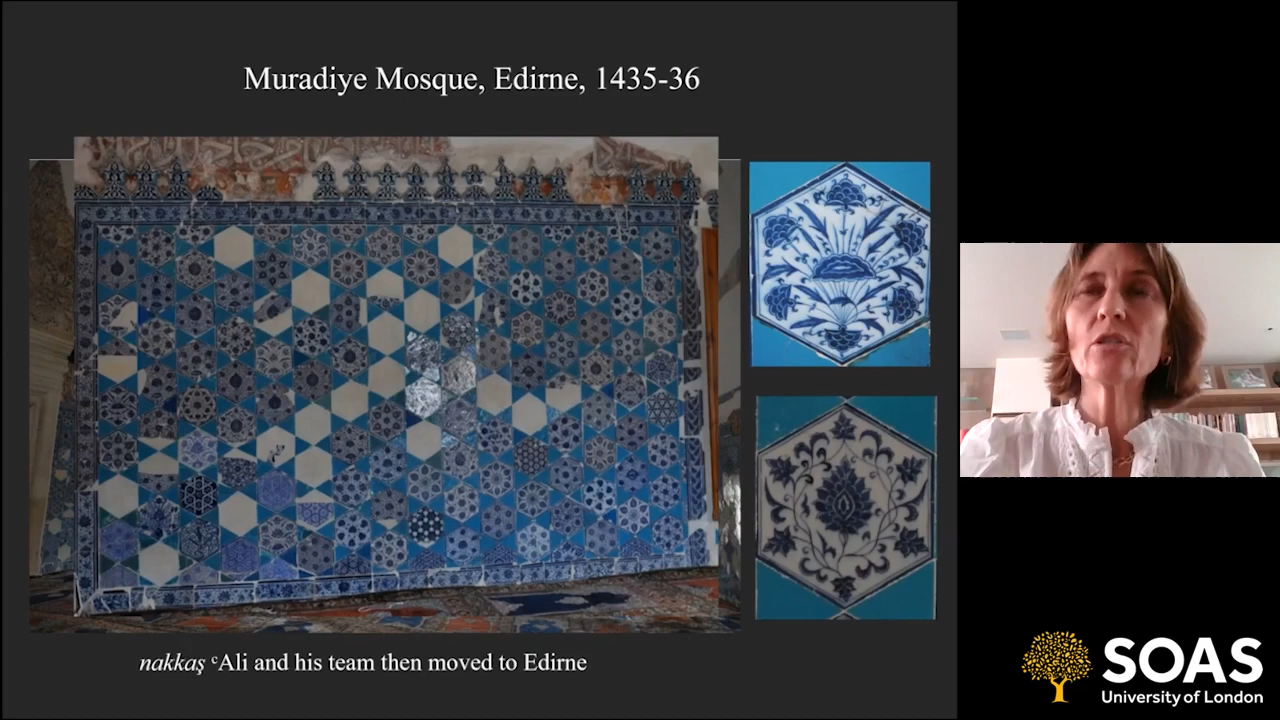 Muradiye Mosque, Edirne, 1435-36
nakkaş ᶜAli and his team then moved to Edirne
SOAS
University of London